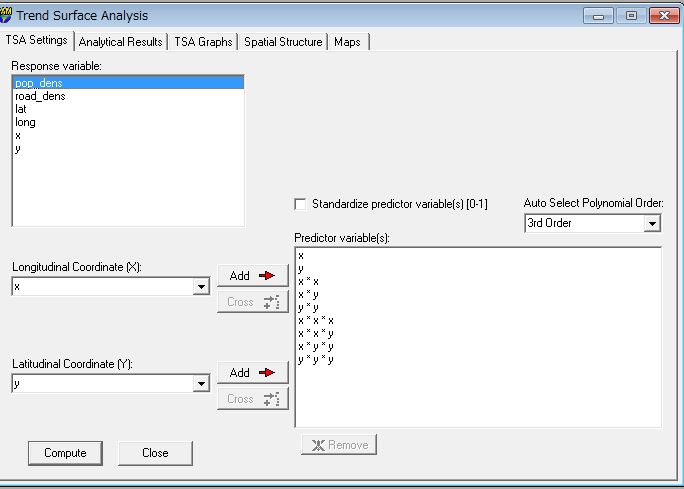 Trend Surface Analysis
TSA Settings Analytical Results TSA Graphs Spatial Structure Maps
Response variable:
pop_dens
road_dens
lat
long
x
y
Standardize predictor variable(s) [0-1]
Auto Select Polynomial Order:
3rd Order
Predictor variable(s):
x
y
x * x
x * y
y * y
x * x * x
x * x * y
x * y * y
y * y * y
Longitudinal Coordinate (X):
x
Add
Cross
Latitudinal Coordinate (Y):
y
Add
Cross
Remove
Compute
Close